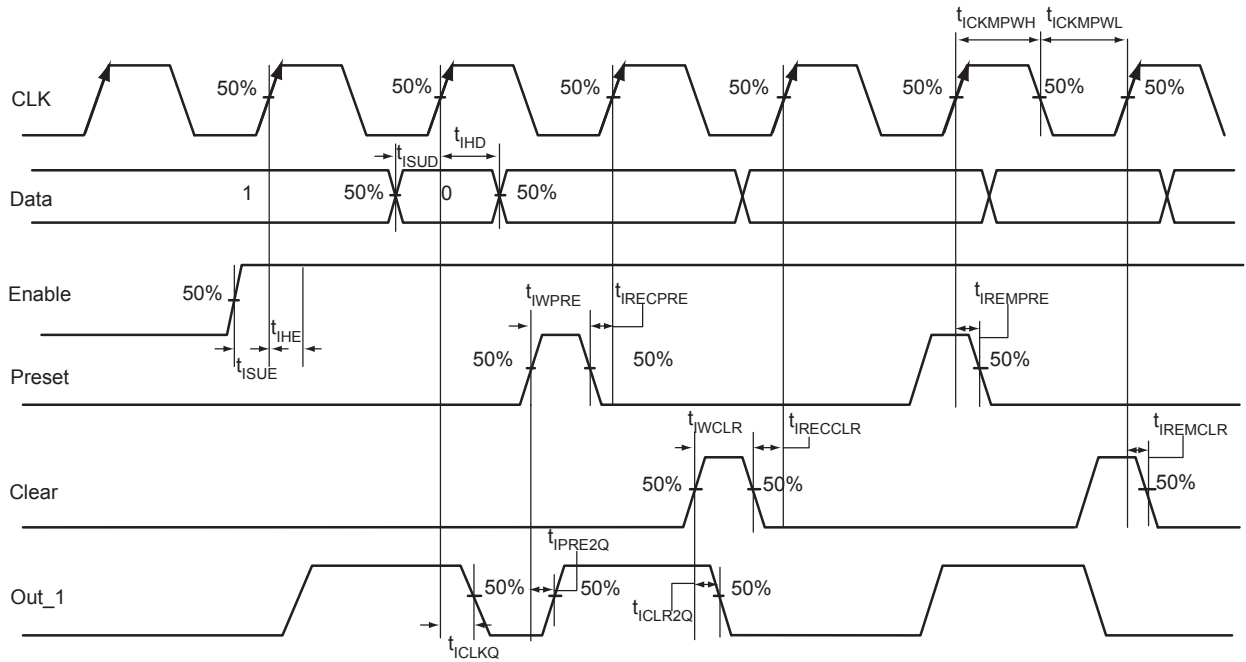 tICKMPWH tICKMPWL
CLK 50% 50% 50% 50% 50% 50% 50%
tISUD tIHD
Data 1 50% 0 50%
Enable 50% tIHE tISUE
tIWPRE tIRECPRE tIREMPRE
Preset 50% 50% 50%
tIWCLR tIRECCLR tIREMCLR
Clear 50% 50% 50%
tIPRE2Q
Out_1 50% 50% tICLR2Q 50%
tICLKQ